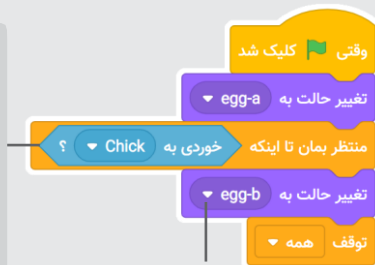 وقتی کلیک شد
تغییر حالت به egg-a
منتظر بمان تا اینکه خوردی به Chick ؟
تغییر حالت به egg-b
توقف همه